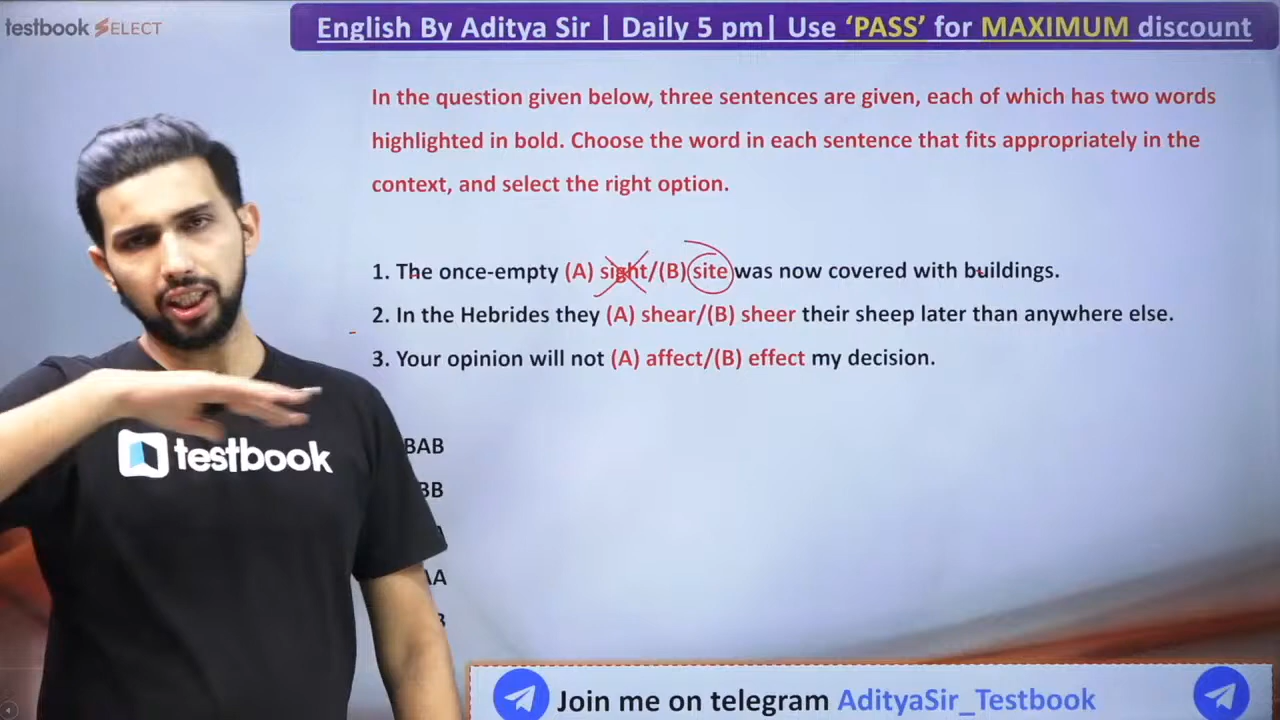 testbook SELECT
English By Aditya Sir | Daily 5 pm| Use ‘PASS’ for MAXIMUM discount
In the question given below, three sentences are given, each of which has two words
highlighted in bold. Choose the word in each sentence that fits appropriately in the
context, and select the right option.
1. The once-empty (A) sight/(B) site was now covered with buildings.
2. In the Hebrides they (A) shear/(B) sheer their sheep later than anywhere else.
3. Your opinion will not (A) affect/(B) effect my decision.
testbook
BAB
Join me on telegram AdityaSir_Testbook